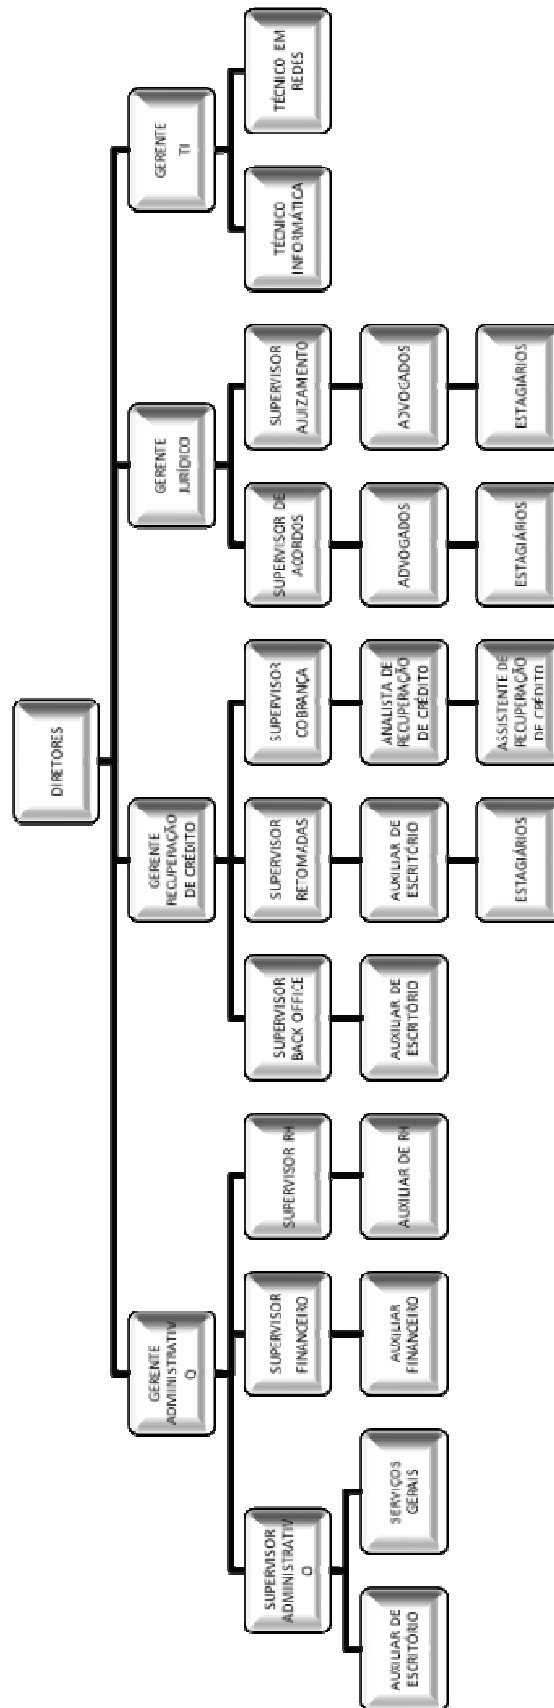 DIRETORES
GERENTE
ADMINISTRATIV
O
GERENTE
RECUPERAÇÃO
DE CRÉDITO
GERENTE
JURÍDICO
GERENTE
TI
SUPERVISOR
ADMINISTRATIV
O
SUPERVISOR
FINANCEIRO
SUPERVISOR RH
SUPERVISOR
BACK OFFICE
SUPERVISOR
RETOMADAS
SUPERVISOR
COBRANÇA
SUPERVISOR DE
ACORDOS
SUPERVISOR
AJUIZAMENTO
TÉCNICO
INFORMÁTICA
TÉCNICO EM
REDES
AUXILIAR DE
ESCRITÓRIO
SERVIÇOS
GERAIS
AUXILIAR
FINANCEIRO
AUXILIAR DE RH
AUXILIAR DE
ESCRITÓRIO
AUXILIAR DE
ESCRITÓRIO
ANALISTA DE
RECUPERAÇÃO
DE CRÉDITO
ADVOGADOS
ADVOGADOS
ESTAGIÁRIOS
ASSISTENTE DE
RECUPERAÇÃO
DE CRÉDITO
ESTAGIÁRIOS
ESTAGIÁRIOS